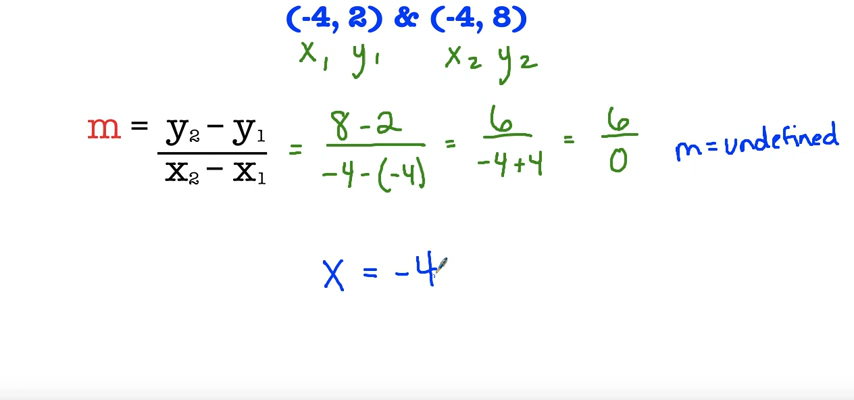 (-4, 2) & (-4, 8)
x₁ y₁ x₂ y₂
m = (y₂ − y₁)/(x₂ − x₁) = (8 − 2)/(−4 − (−4)) = 6/(−4 + 4) = 6/0 m = undefined
x = −4